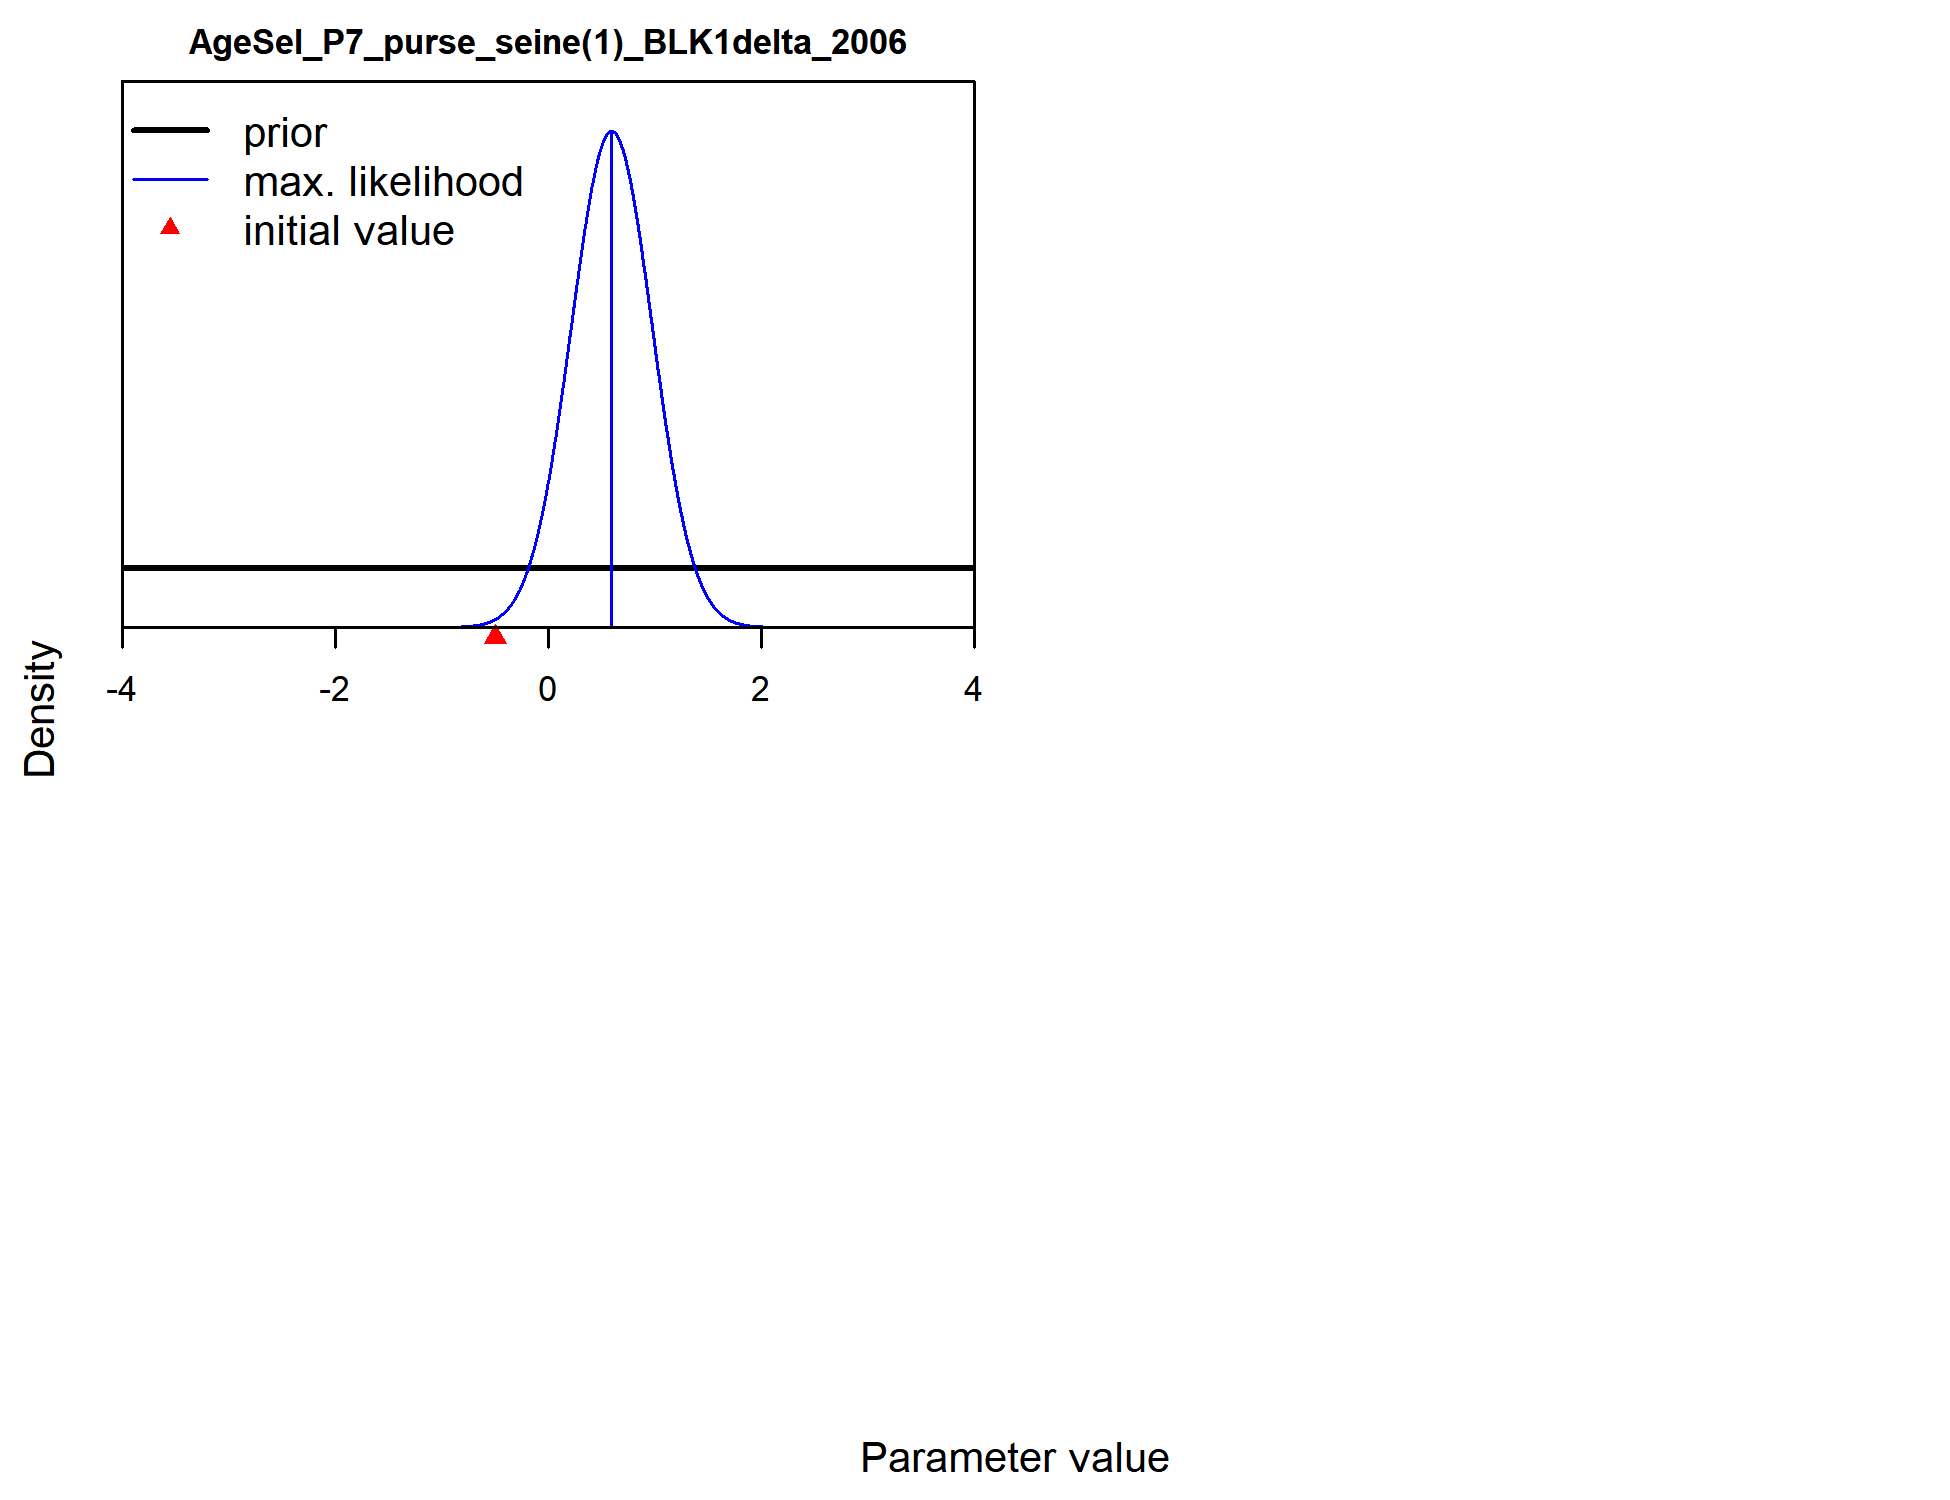 AgeSel_P7_purse_seine(1)_BLK1delta_2006
prior
max. likelihood
initial value
-4 -2 0 2 4
Density
Parameter value